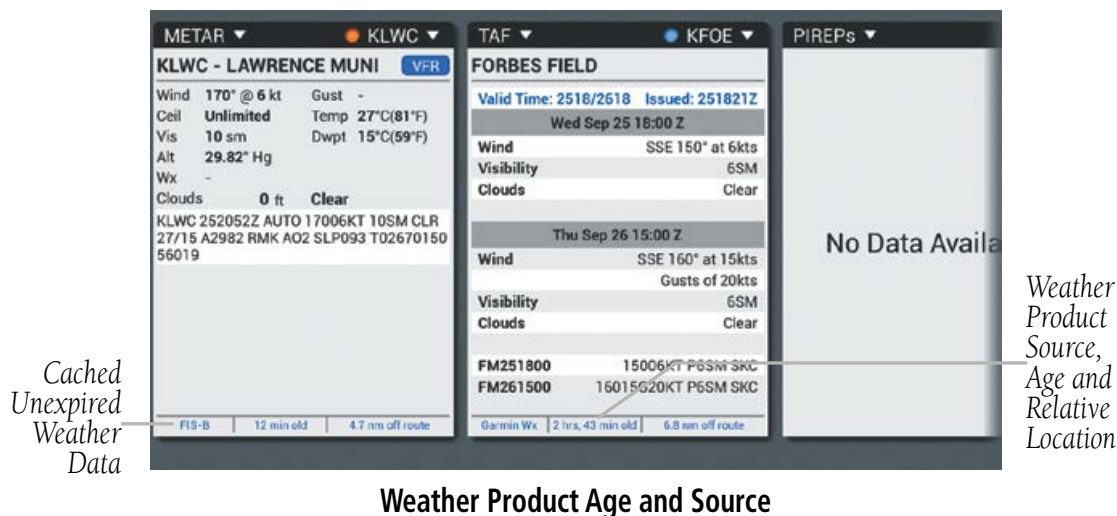 METAR KLWC
KLWC - LAWRENCE MUNI VFR
Wind 170° @ 6 kt Gust -
Ceil Unlimited Temp 27°C(81°F)
Vis 10 sm Dwpt 15°C(59°F)
Alt 29.82" Hg
Wx -
Clouds 0 ft Clear
KLWC 252052Z AUTO 17006KT 10SM CLR
27/15 A2982 RMK AO2 SLP093 T02670150
56019
FIS-B 12 min old 4.7 nm off route
TAF KFOE
FORBES FIELD
Valid Time: 2518/2618 Issued: 251821Z
Wed Sep 25 18:00 Z
Wind SSE 150° at 6kts
Visibility 6SM
Clouds Clear
Thu Sep 26 15:00 Z
Wind SSE 160° at 15kts
Gusts of 20kts
Visibility 6SM
Clouds Clear
FM251800 15006KT P6SM SKC
FM261500 16015G20KT P6SM SKC
Garmin Wx 2 hrs, 43 min old 6.8 nm off route
PIREPs
No Data Availa
Cached
Unexpired
Weather
Data
Weather
Product
Source,
Age and
Relative
Location
Weather Product Age and Source